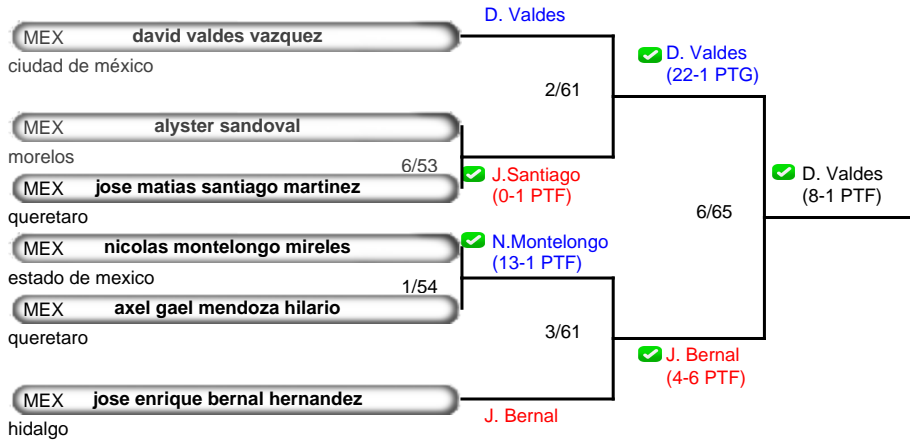 D. Valdes
MEX david valdes vazquez
ciudad de méxico
D. Valdes
(22-1 PTG)
2/61
MEX alyster sandoval
morelos
6/53
J.Santiago
(0-1 PTF)
MEX jose matias santiago martinez
queretaro
D. Valdes
(8-1 PTF)
6/65
MEX nicolas montelongo mireles
estado de mexico
N.Montelongo
(13-1 PTF)
1/54
MEX axel gael mendoza hilario
queretaro
3/61
J. Bernal
(4-6 PTF)
MEX jose enrique bernal hernandez
hidalgo
J. Bernal